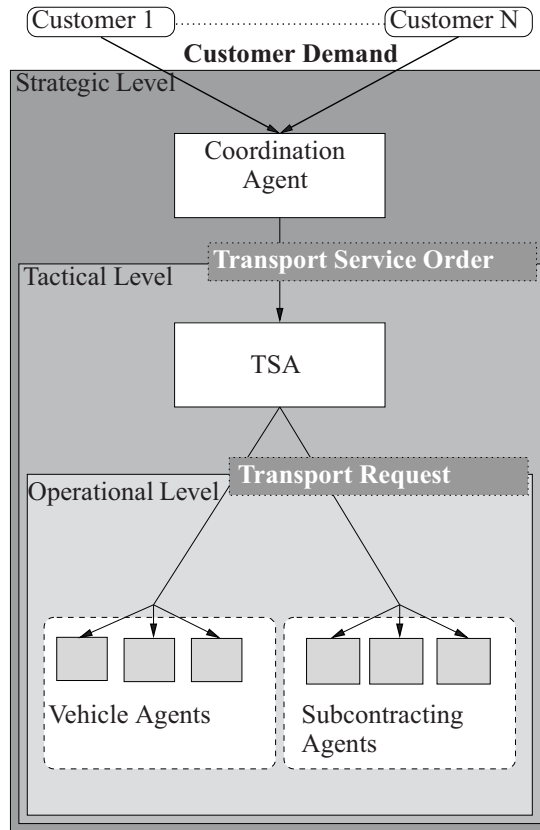 Customer 1
Customer N
Customer Demand
Strategic Level
Coordination
Agent
Transport Service Order
Tactical Level
TSA
Transport Request
Operational Level
Vehicle Agents
Subcontracting
Agents